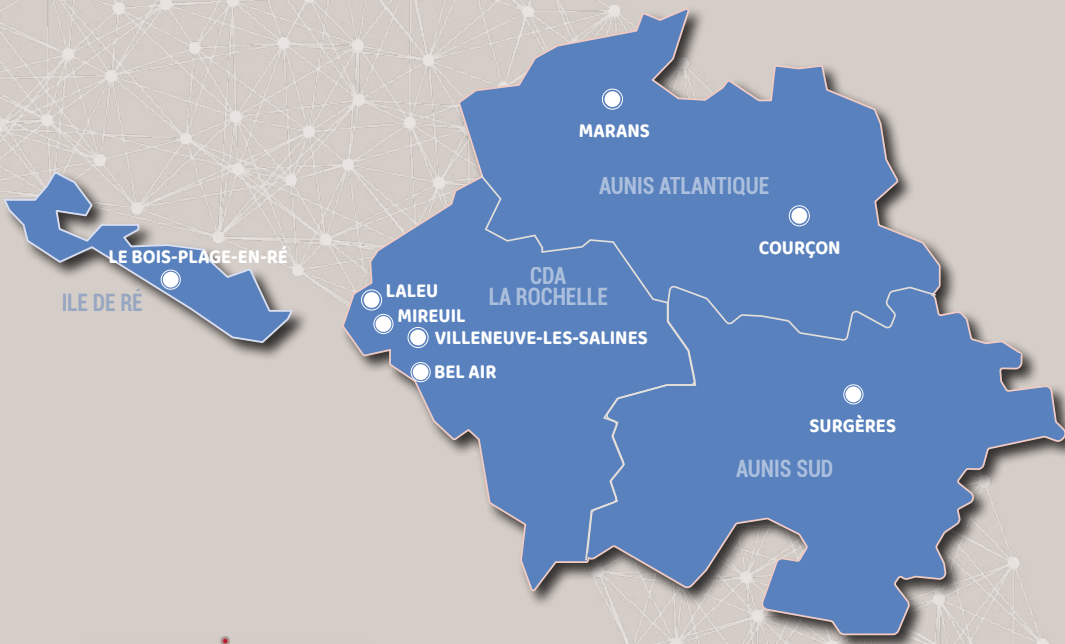 MARANS
AUNIS ATLANTIQUE
COURÇON
LE BOIS-PLAGE-EN-RÉ
ILE DE RÉ
CDA
LA ROCHELLE
LALEU
MIREUIL
VILLENEUVE-LES-SALINES
BEL AIR
SURGÈRES
AUNIS SUD